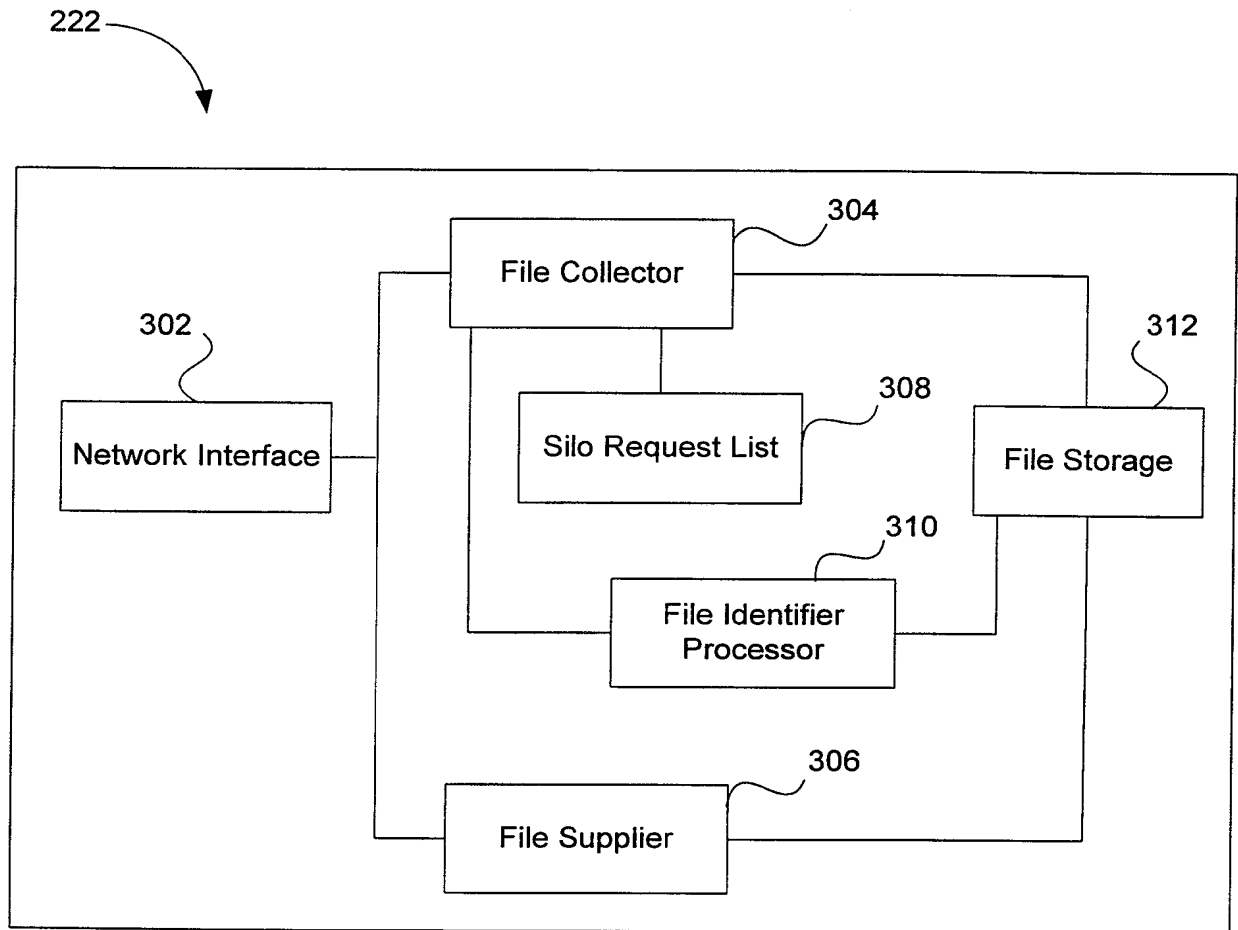 222
304
File Collector
302
312
308
Network Interface
Silo Request List
File Storage
310
File Identifier
Processor
306
File Supplier